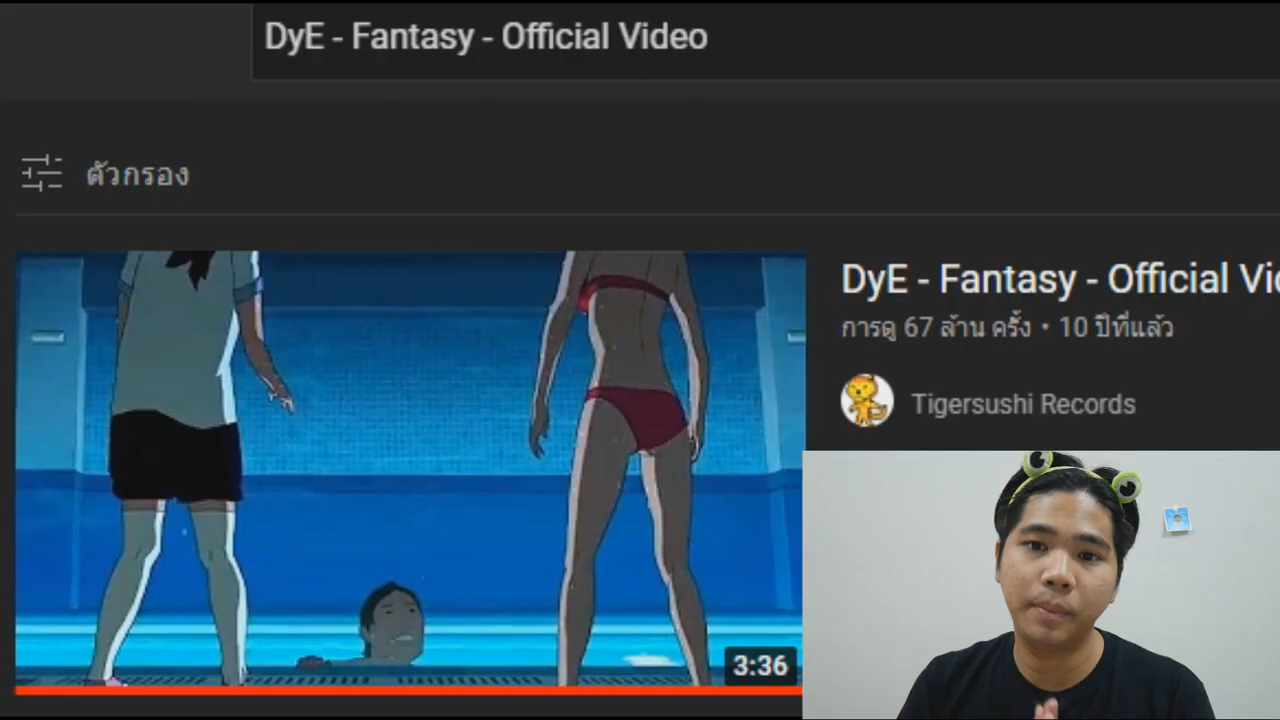 DyE - Fantasy - Official Video
ตัวกรอง
DyE - Fantasy - Official Vi
การดู 67 ล้าน ครั้ง • 10 ปีที่แล้ว
Tigersushi Records
3:36